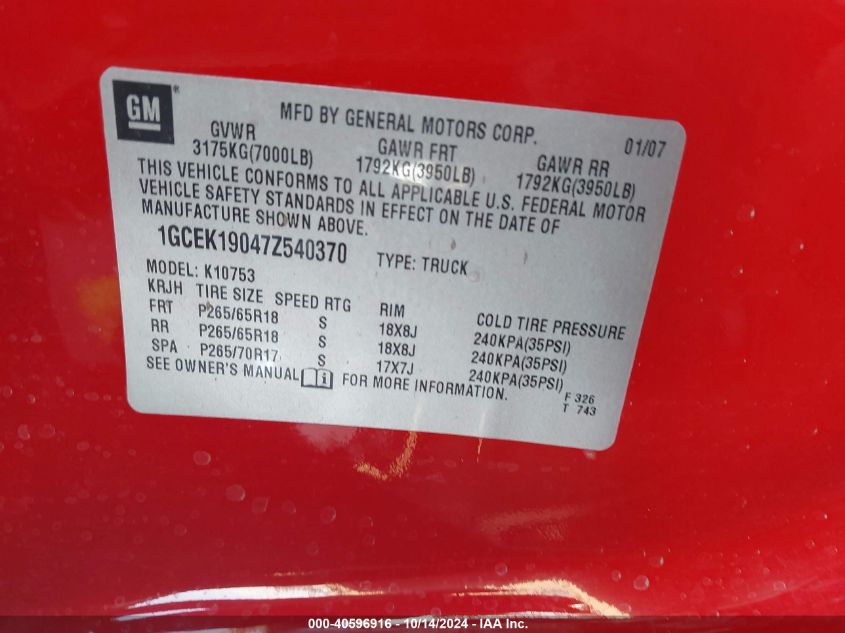 GM
MFD BY GENERAL MOTORS CORP. 01/07
GVWR GAWR FRT GAWR RR
3175KG(7000LB) 1792KG(3950LB) 1792KG(3950LB)
THIS VEHICLE CONFORMS TO ALL APPLICABLE U.S. FEDERAL MOTOR
VEHICLE SAFETY STANDARDS IN EFFECT ON THE DATE OF
MANUFACTURE SHOWN ABOVE.
1GCEK19047Z540370 TYPE: TRUCK
MODEL: K10753
KRJH TIRE SIZE SPEED RTG RIM COLD TIRE PRESSURE
FRT P265/65R18 S 18X8J 240KPA(35PSI)
RR P265/65R18 S 18X8J 240KPA(35PSI)
SPA P265/70R17 S 17X7J 240KPA(35PSI)
SEE OWNER'S MANUAL FOR MORE INFORMATION.
F 326
T 743
000-40596916 - 10/14/2024 - IAAI Inc.